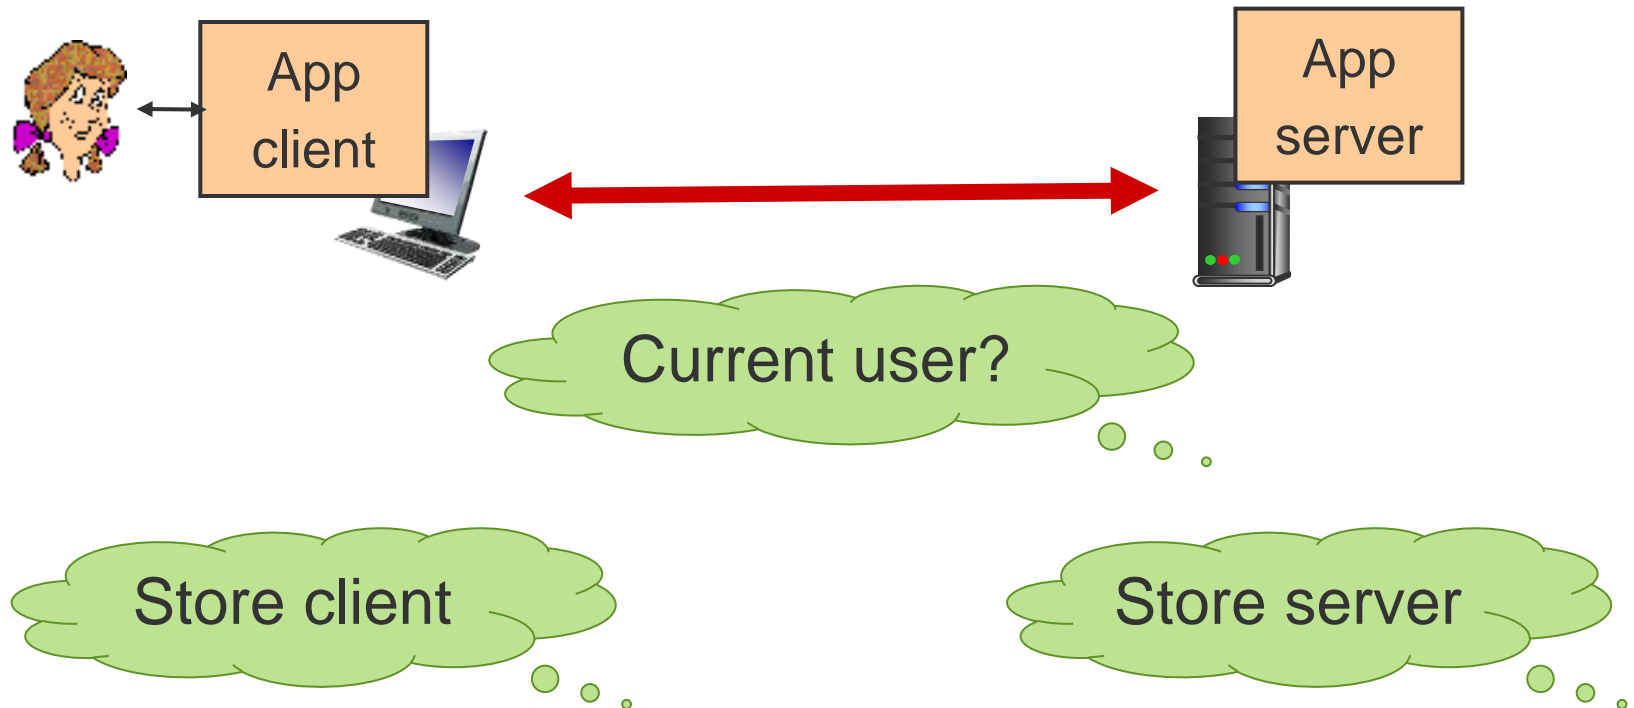 App
client
App
server
Current user?
Store client
Store server